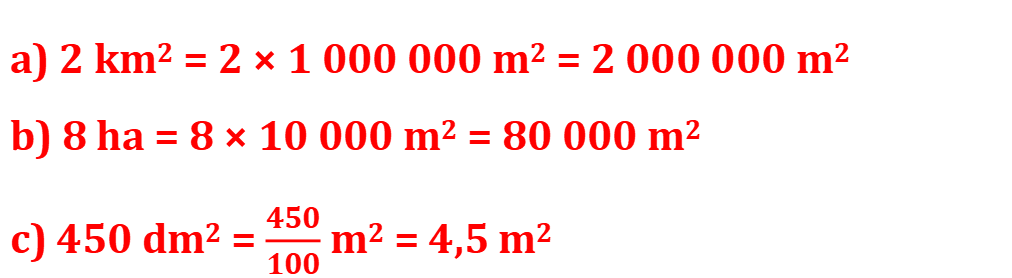 a) 2 km² = 2 × 1 000 000 m² = 2 000 000 m²
b) 8 ha = 8 × 10 000 m² = 80 000 m²
c) 450 dm² = 450/100 m² = 4,5 m²